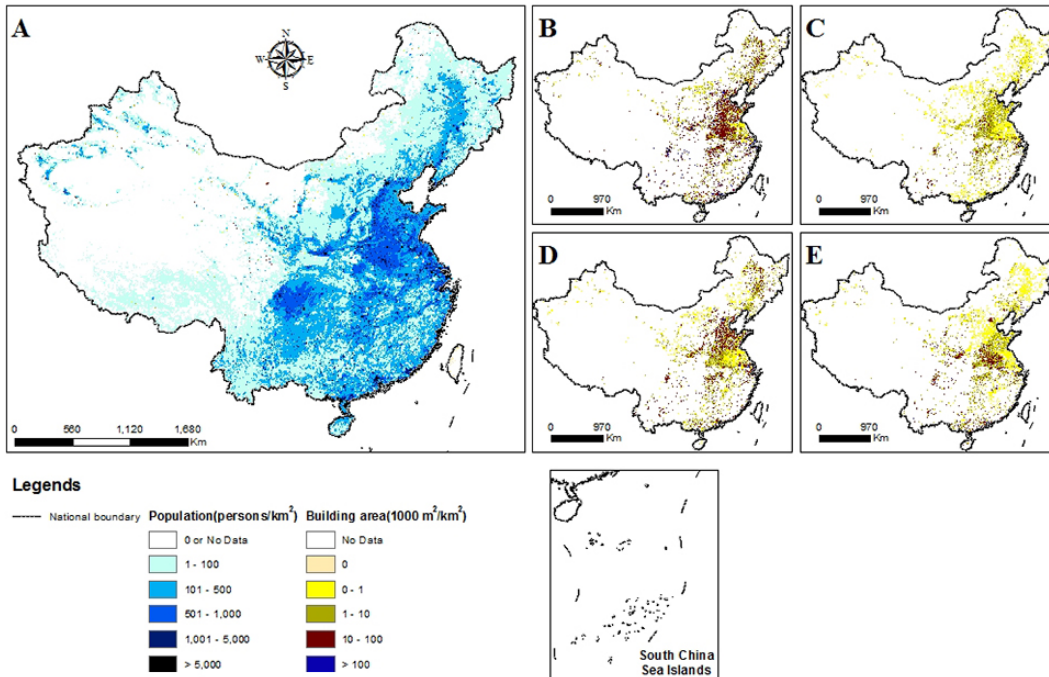 A
N
W E
S
0 560 1,120 1,680
Km
B
0 970
Km
C
0 970
Km
D
0 970
Km
E
0 970
Km
Legends
National boundary
Population(persons/km²)
0 or No Data
1 - 100
101 - 500
501 - 1,000
1,001 - 5,000
> 5,000
Building area(1000 m²/km²)
No Data
0
0 - 1
1 - 10
10 - 100
> 100
South China
Sea Islands